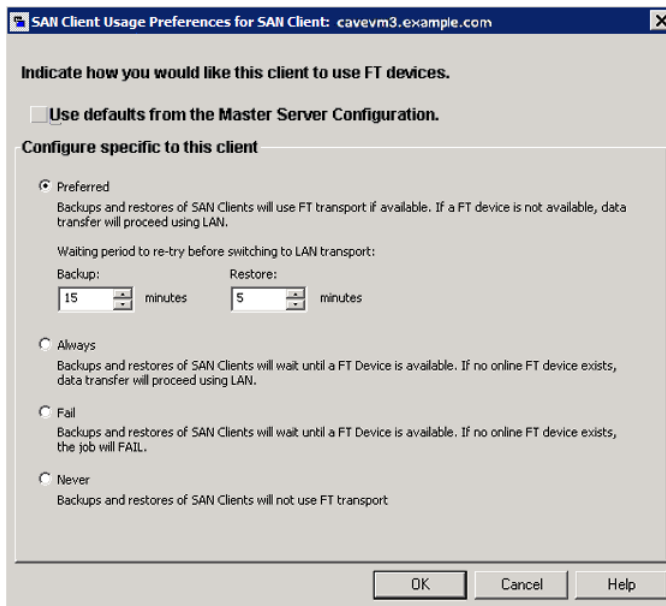 SAN Client Usage Preferences for SAN Client: cavevm3.example.com
Indicate how you would like this client to use FT devices.
Use defaults from the Master Server Configuration.
Configure specific to this client
Preferred
Backups and restores of SAN Clients will use FT transport if available. If a FT device is not available, data
transfer will proceed using LAN.
Waiting period to re-try before switching to LAN transport:
Backup: Restore:
15 minutes 5 minutes
Always
Backups and restores of SAN Clients will wait until a FT Device is available. If no online FT device exists,
data transfer will proceed using LAN.
Fail
Backups and restores of SAN Clients will wait until a FT Device is available. If no online FT device exists,
the job will FAIL.
Never
Backups and restores of SAN Clients will not use FT transport
OK Cancel Help